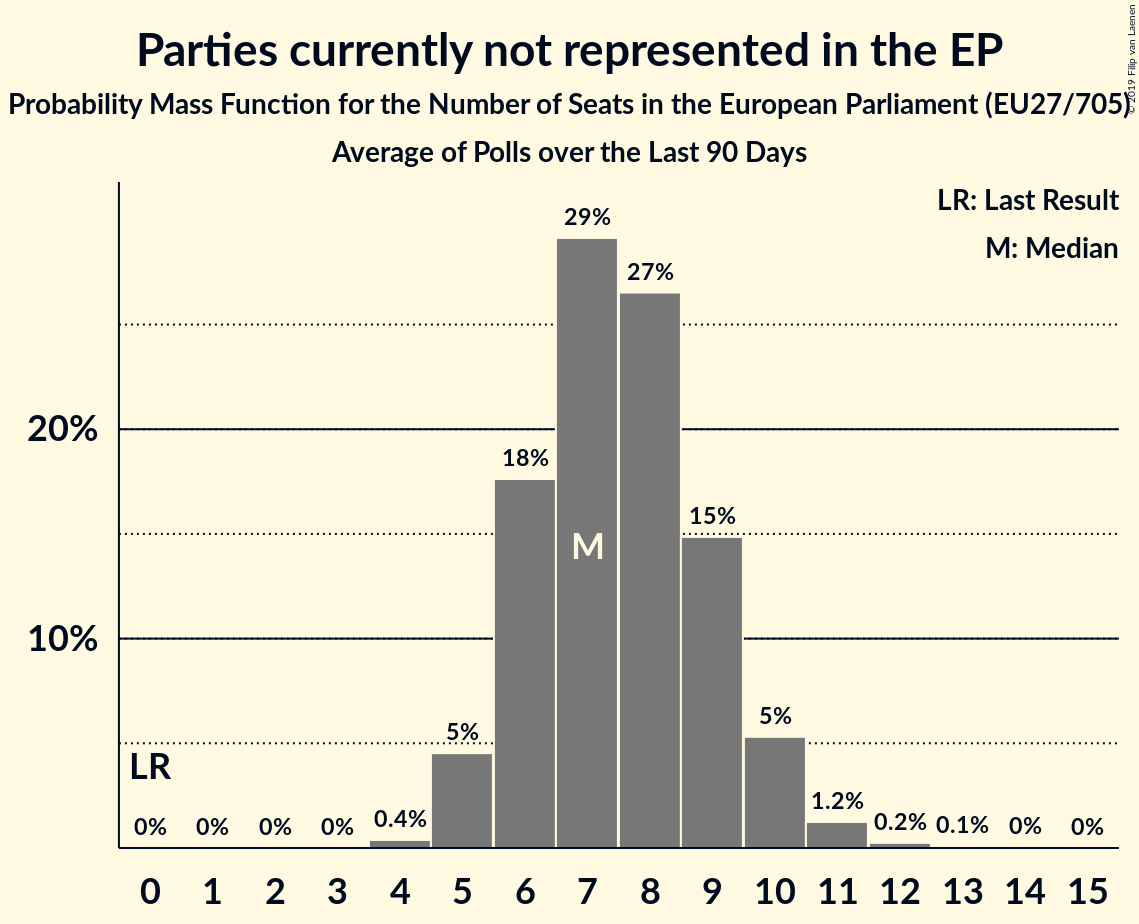 Parties currently not represented in the EP
Probability Mass Function for the Number of Seats in the European Parliament (EU27/705)
Average of Polls over the Last 90 Days
© 2019 Filip van Laenen
LR: Last Result
M: Median
29%
27%
20%
18%
15%
M
10%
5%
5%
LR
0%
0%
0%
0%
0.4%
1.2%
0.2%
0.1%
0%
0%
0 1 2 3 4 5 6 7 8 9 10 11 12 13 14 15